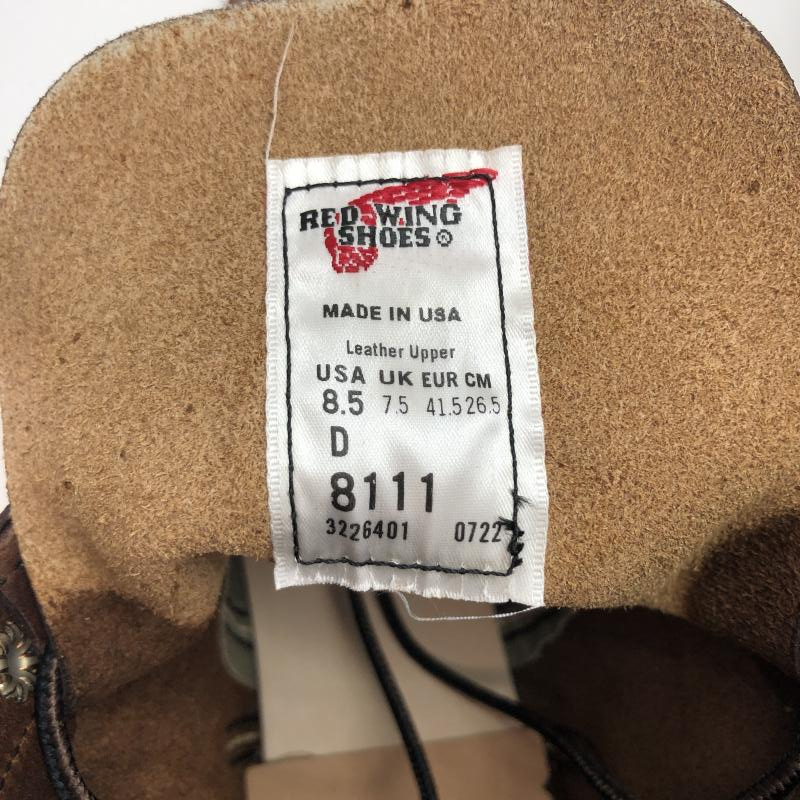 RED WING
SHOES®
MADE IN USA
Leather Upper
USA UK EUR CM
8.5 7.5 41.5 26.5
D
8111
3226401 0722